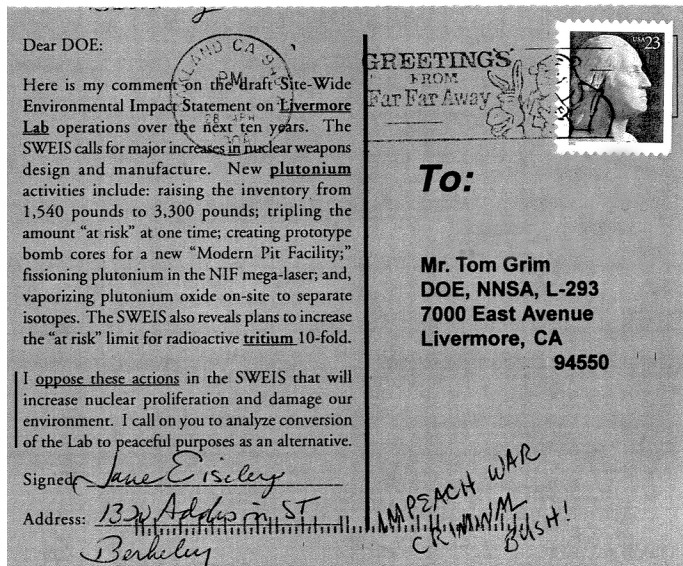 Dear DOE:
Here is my comment on the draft Site-Wide
Environmental Impact Statement on Livermore
Lab operations over the next ten years. The
SWEIS calls for major increases in nuclear weapons
design and manufacture. New plutonium
activities include: raising the inventory from
1,540 pounds to 3,300 pounds; tripling the
amount "at risk" at one time; creating prototype
bomb cores for a new "Modern Pit Facility;"
fissioning plutonium in the NIF mega-laser; and,
vaporizing plutonium oxide on-site to separate
isotopes. The SWEIS also reveals plans to increase
the "at risk" limit for radioactive tritium 10-fold.
I oppose these actions in the SWEIS that will
increase nuclear proliferation and damage our
environment. I call on you to analyze conversion
of the Lab to peaceful purposes as an alternative.
Signed Jane Eiseley
Address: Addison ST
Berkeley
LAND CA
PM
GREETINGS
FROM
Far Far Away
USA 23
To:
Mr. Tom Grim
DOE, NNSA, L-293
7000 East Avenue
Livermore, CA
94550
IMPEACH WAR
CRIMINAL
BUSH!